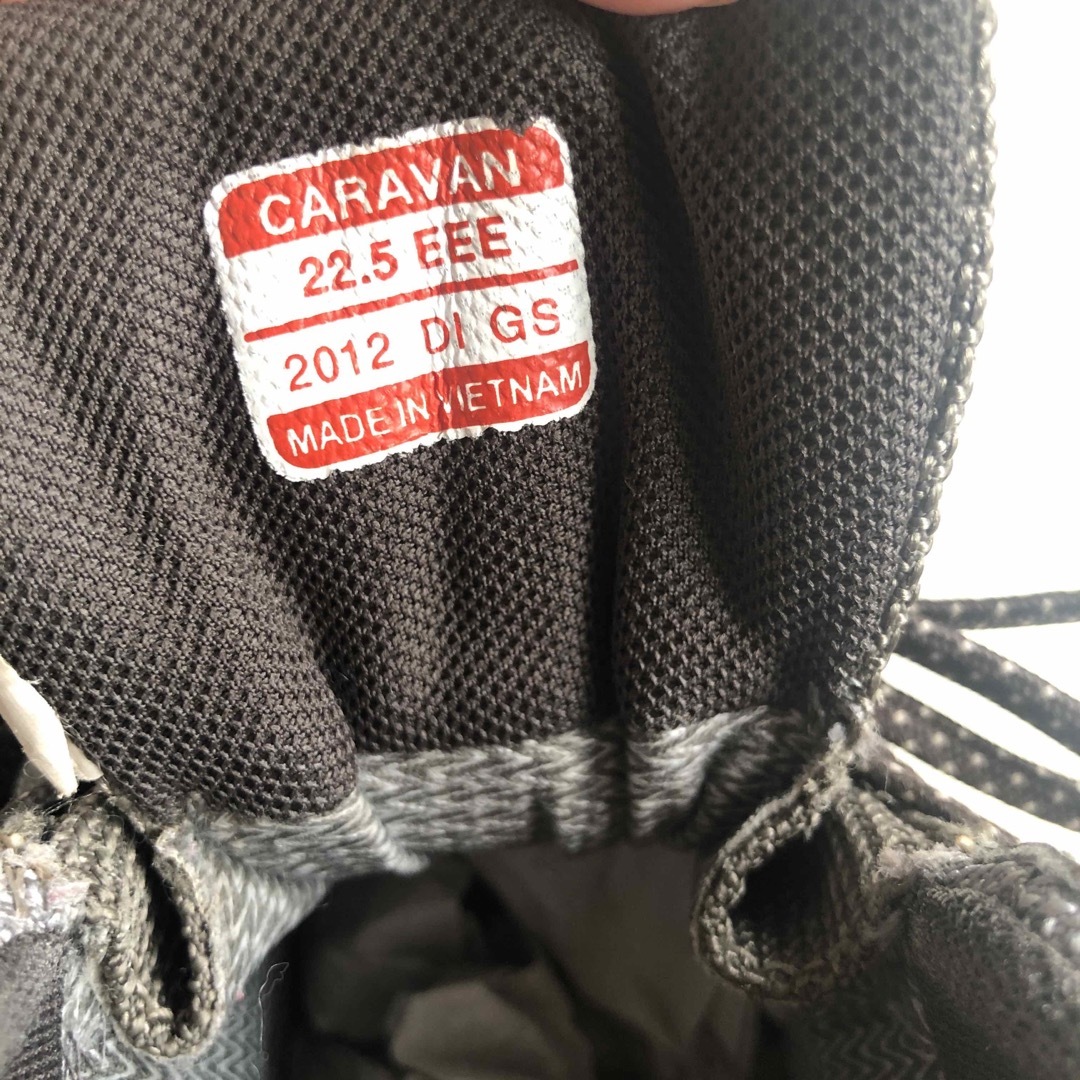 CARAVAN
22.5 EEE
2012 DI GS
MADE IN VIETNAM